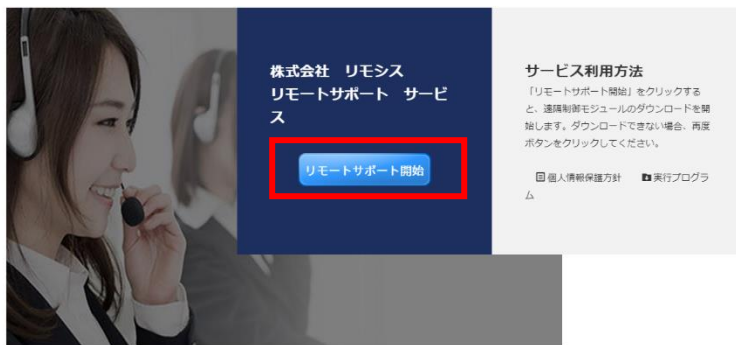 株式会社　リモシス
リモートサポート　サービ
ス
リモートサポート開始
サービス利用方法
「リモートサポート開始」をクリックする
と、遠隔制御モジュールのダウンロードを開
始します。ダウンロードできない場合、再度
ボタンをクリックしてください。
個人情報保護方針　実行プログラ
ム